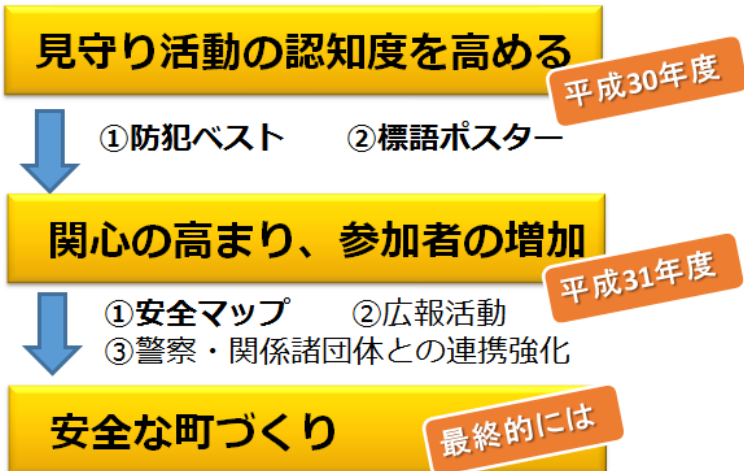 見守り活動の認知度を高める
平成30年度
①防犯ベスト ②標語ポスター
関心の高まり、参加者の増加
平成31年度
①安全マップ ②広報活動
③警察・関係諸団体との連携強化
安全な町づくり
最終的には